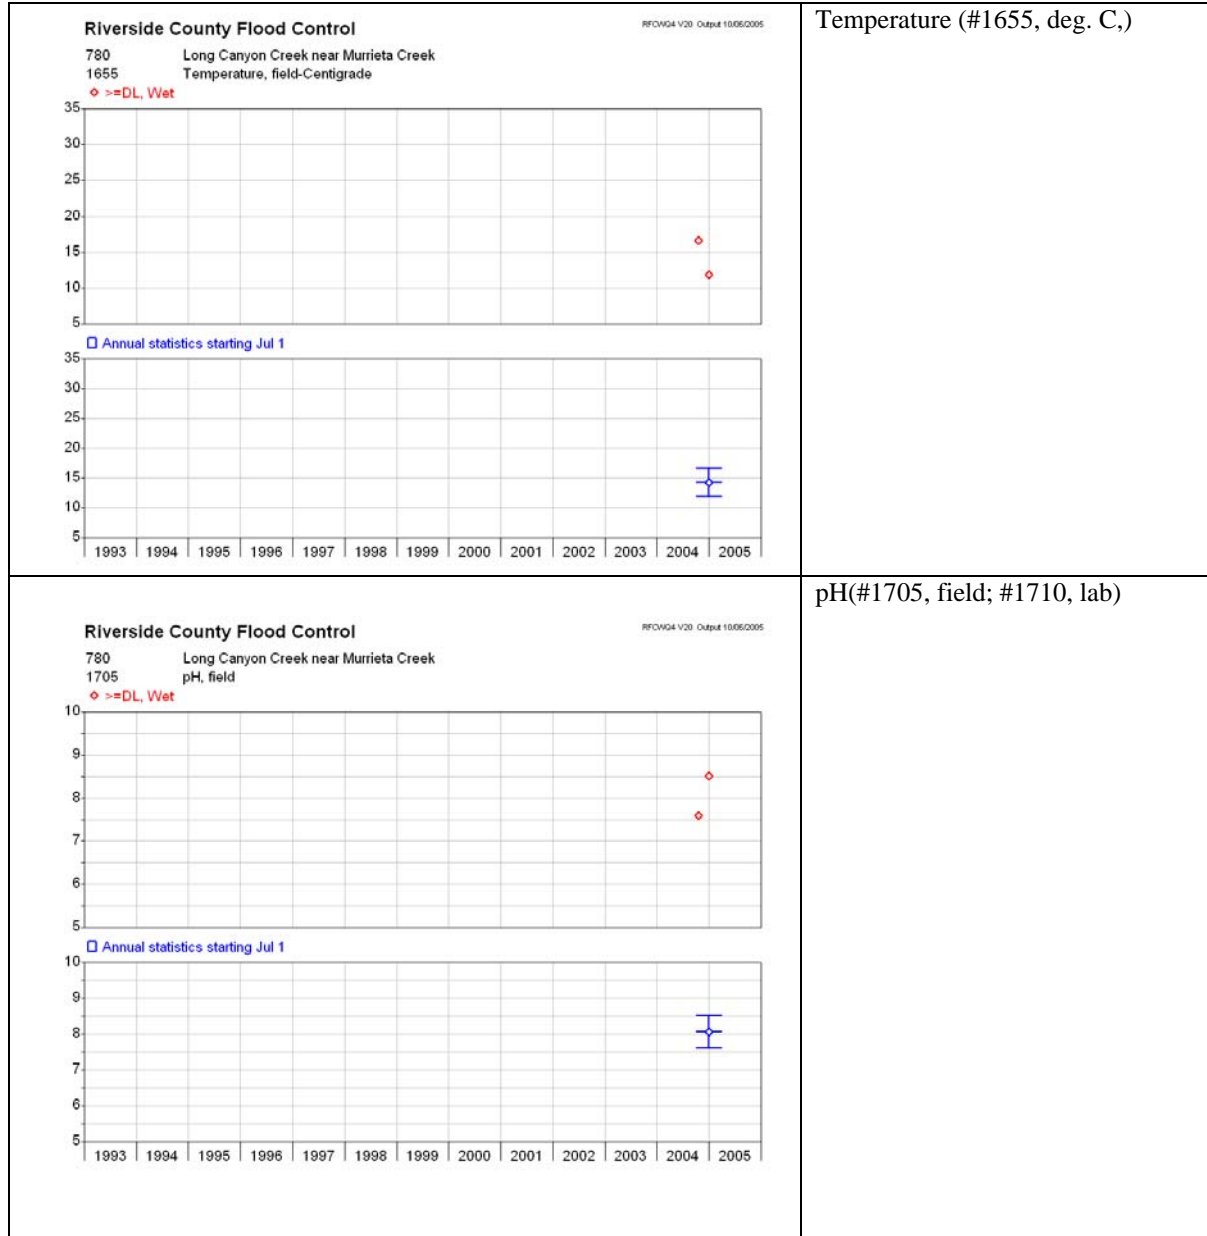 Riverside County Flood Control
RFCWQ4 V20 Output 10/06/2005
780 Long Canyon Creek near Murrieta Creek
1655 Temperature, field-Centigrade
>=DL, Wet
35
30
25
20
15
10
5
Annual statistics starting Jul 1
35
30
25
20
15
10
5
1993 1994 1995 1996 1997 1998 1999 2000 2001 2002 2003 2004 2005
Temperature (#1655, deg. C,)
Riverside County Flood Control
RFCWQ4 V20 Output 10/06/2005
780 Long Canyon Creek near Murrieta Creek
1705 pH, field
>=DL, Wet
10
9
8
7
6
5
Annual statistics starting Jul 1
10
9
8
7
6
5
1993 1994 1995 1996 1997 1998 1999 2000 2001 2002 2003 2004 2005
pH(#1705, field; #1710, lab)